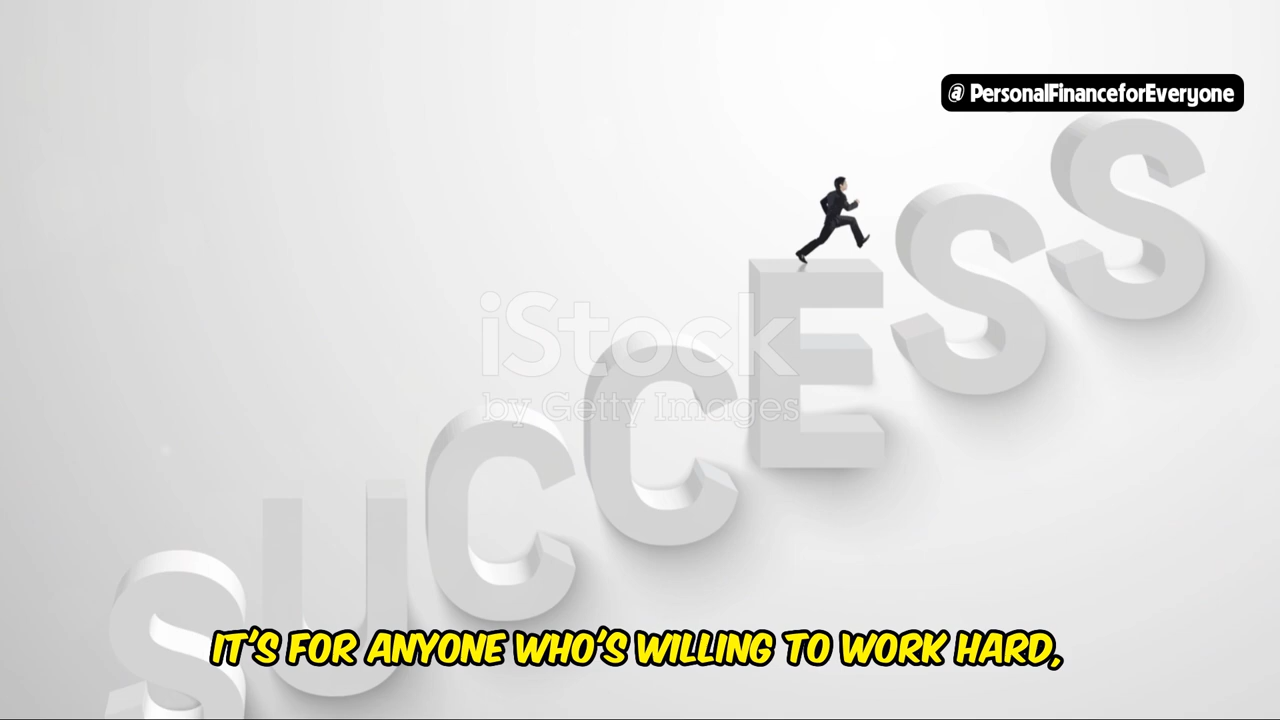 @ PersonalFinanceforEveryone
SUCCESS
iStock
by Getty Images
IT'S FOR ANYONE WHO'S WILLING TO WORK HARD,